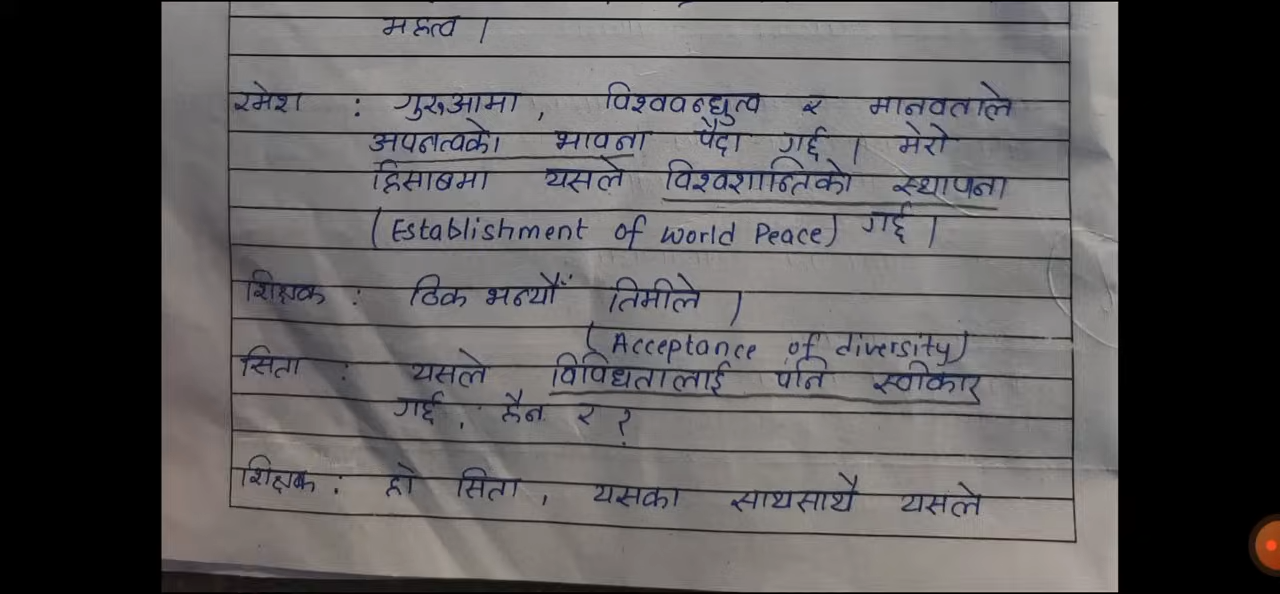 महत्व ।
रमेश : गुरुआमा , विश्वबन्धुत्व र मानवताले
अपनत्वको भावना पैदा गर्द्द । मेरो
हिसाबमा यसले विश्वशान्तिको स्थापना
(Establishment of world Peace) गर्द्द ।
शिक्षक : ठिक भन्यौँ तिमीले ।
(Acceptance of diversity)
सिता : यसले विविधतालाई पनि स्वीकार
गर्द्द , हैन र ?
शिक्षक : हो सिता , यसका साथसाथै यसले